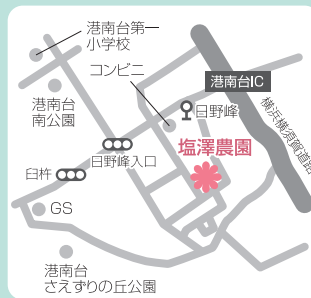 港南台第一
小学校
コンビニ
港南台IC
港南台
南公園
日野峰
横浜横須賀道路
日野峰入口
塩澤農園
臼杵
GS
港南台
さえずりの丘公園